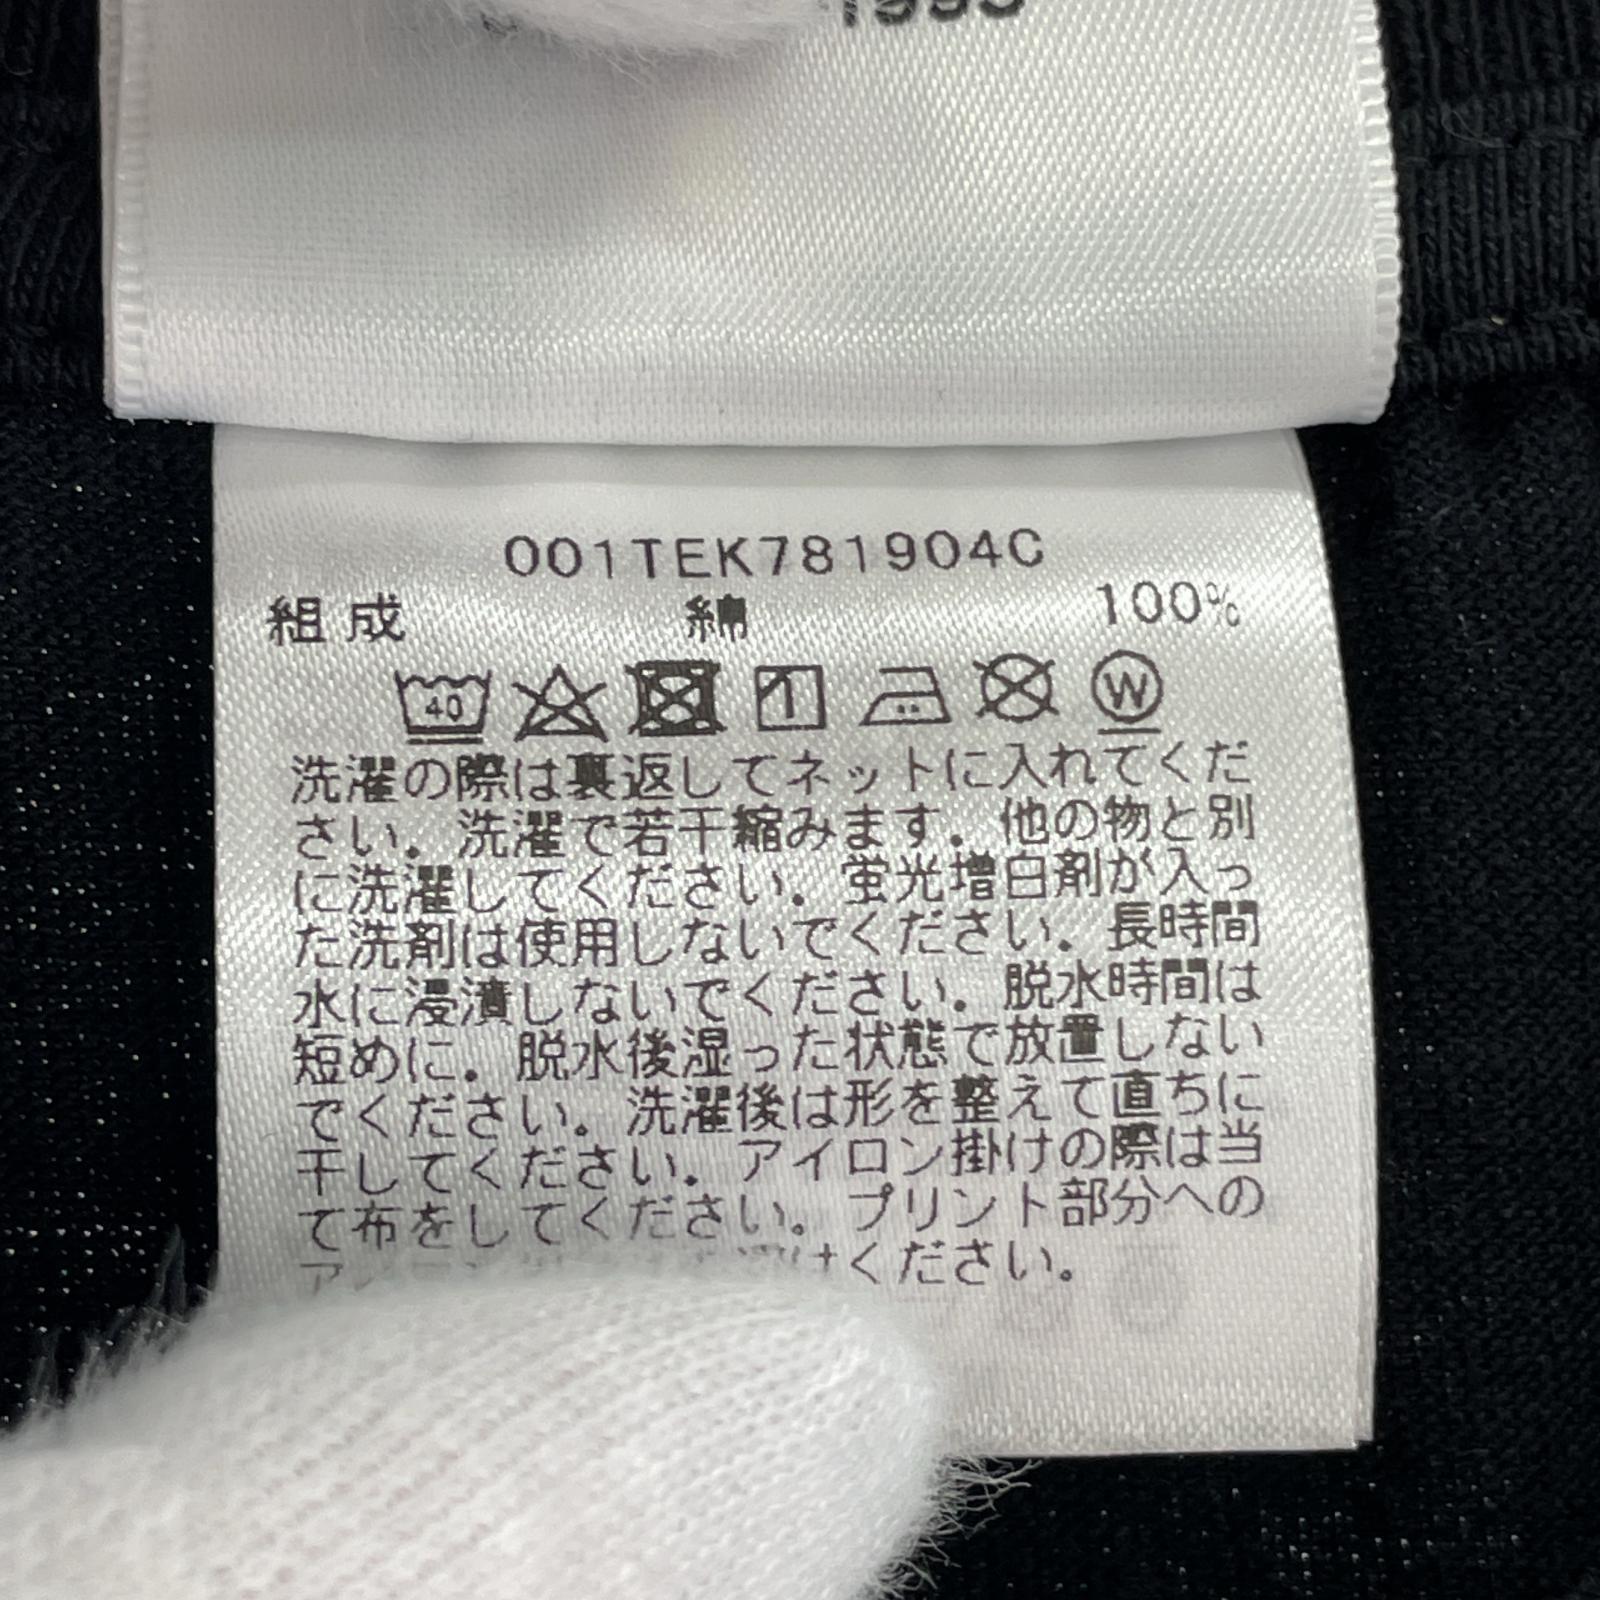 001TEK781904C
組成 綿 100%
40 W
洗濯の際は裏返してネットに入れてくだ
さい。洗濯で若干縮みます。他の物と別
に洗濯してください。蛍光増白剤が入っ
た洗剤は使用しないでください。長時間
水に浸漬しないでください。脱水時間は
短めに。脱水後湿った状態で放置しない
でください。洗濯後は形を整えて直ちに
干してください。アイロン掛けの際は当
て布をしてください。プリント部分への
ください。